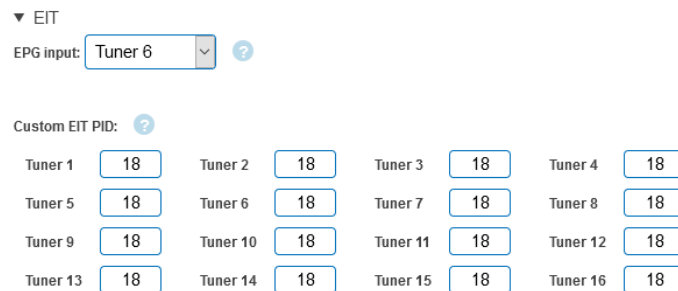 ▼ EIT
EPG input: Tuner 6 ?
Custom EIT PID: ?
Tuner 1 18 Tuner 2 18 Tuner 3 18 Tuner 4 18
Tuner 5 18 Tuner 6 18 Tuner 7 18 Tuner 8 18
Tuner 9 18 Tuner 10 18 Tuner 11 18 Tuner 12 18
Tuner 13 18 Tuner 14 18 Tuner 15 18 Tuner 16 18